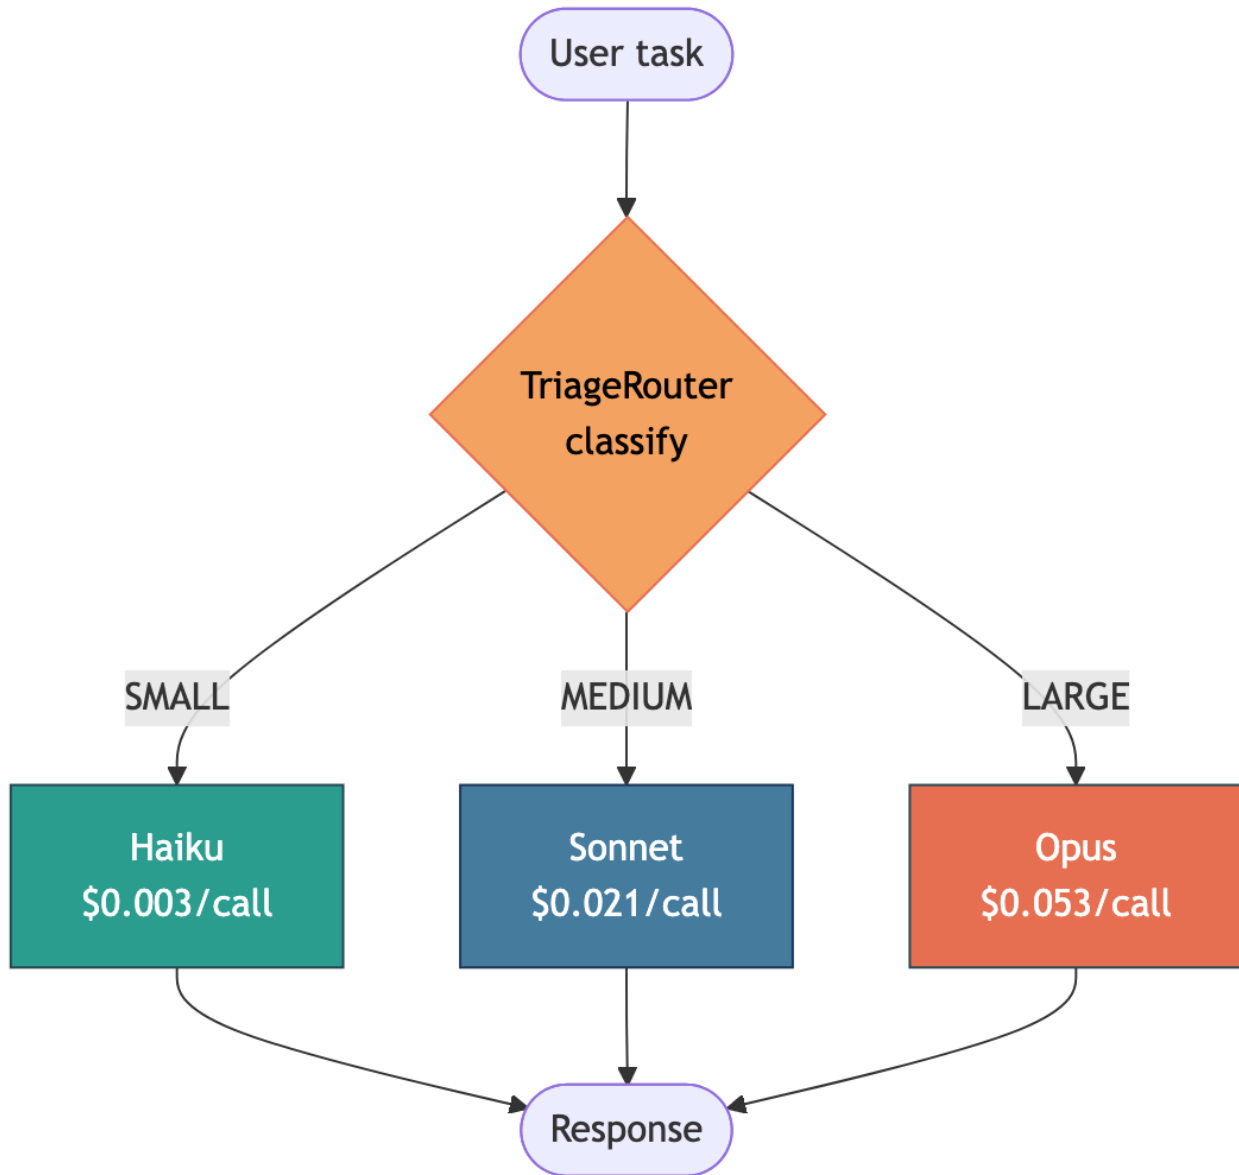 User task
TriageRouter
classify
SMALL
MEDIUM
LARGE
Haiku
$0.003/call
Sonnet
$0.021/call
Opus
$0.053/call
Response